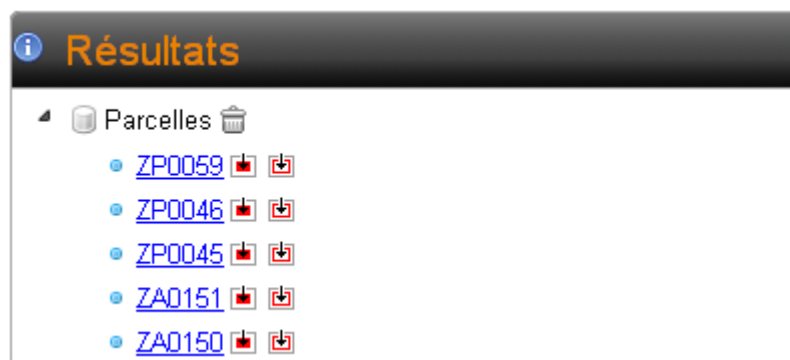 Résultats
Parcelles
ZP0059
ZP0046
ZP0045
ZA0151
ZA0150